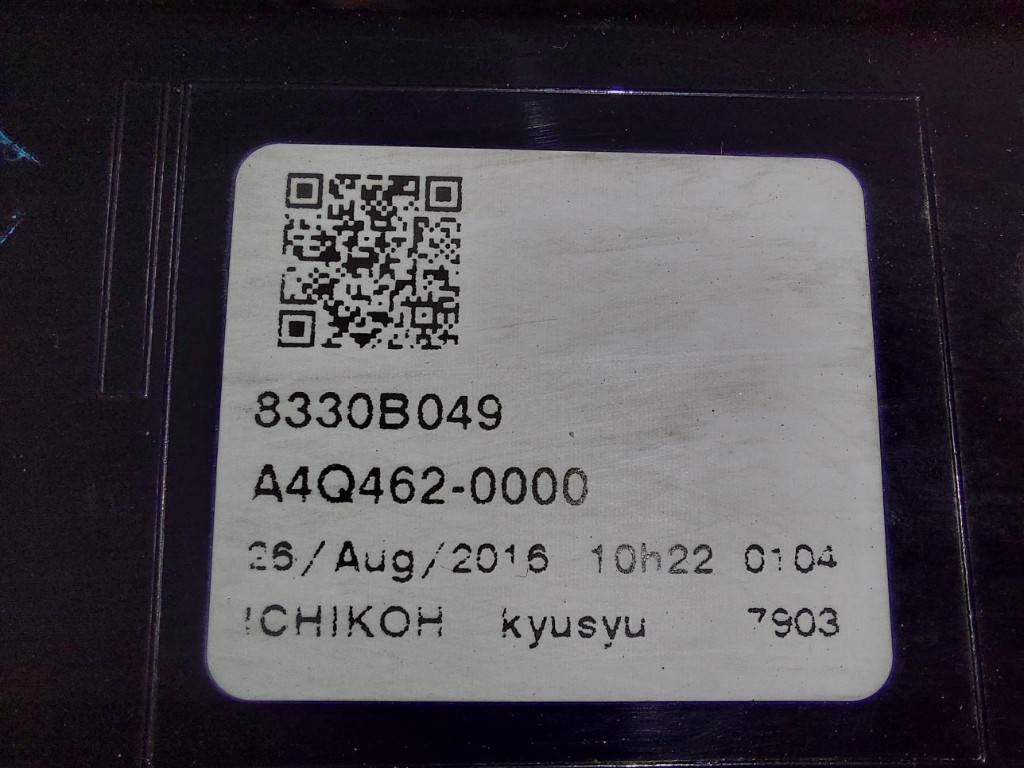 8330B049
A4Q462-0000
26/Aug/2016 10h22 0104
ICHIKOH kyusyu 7903